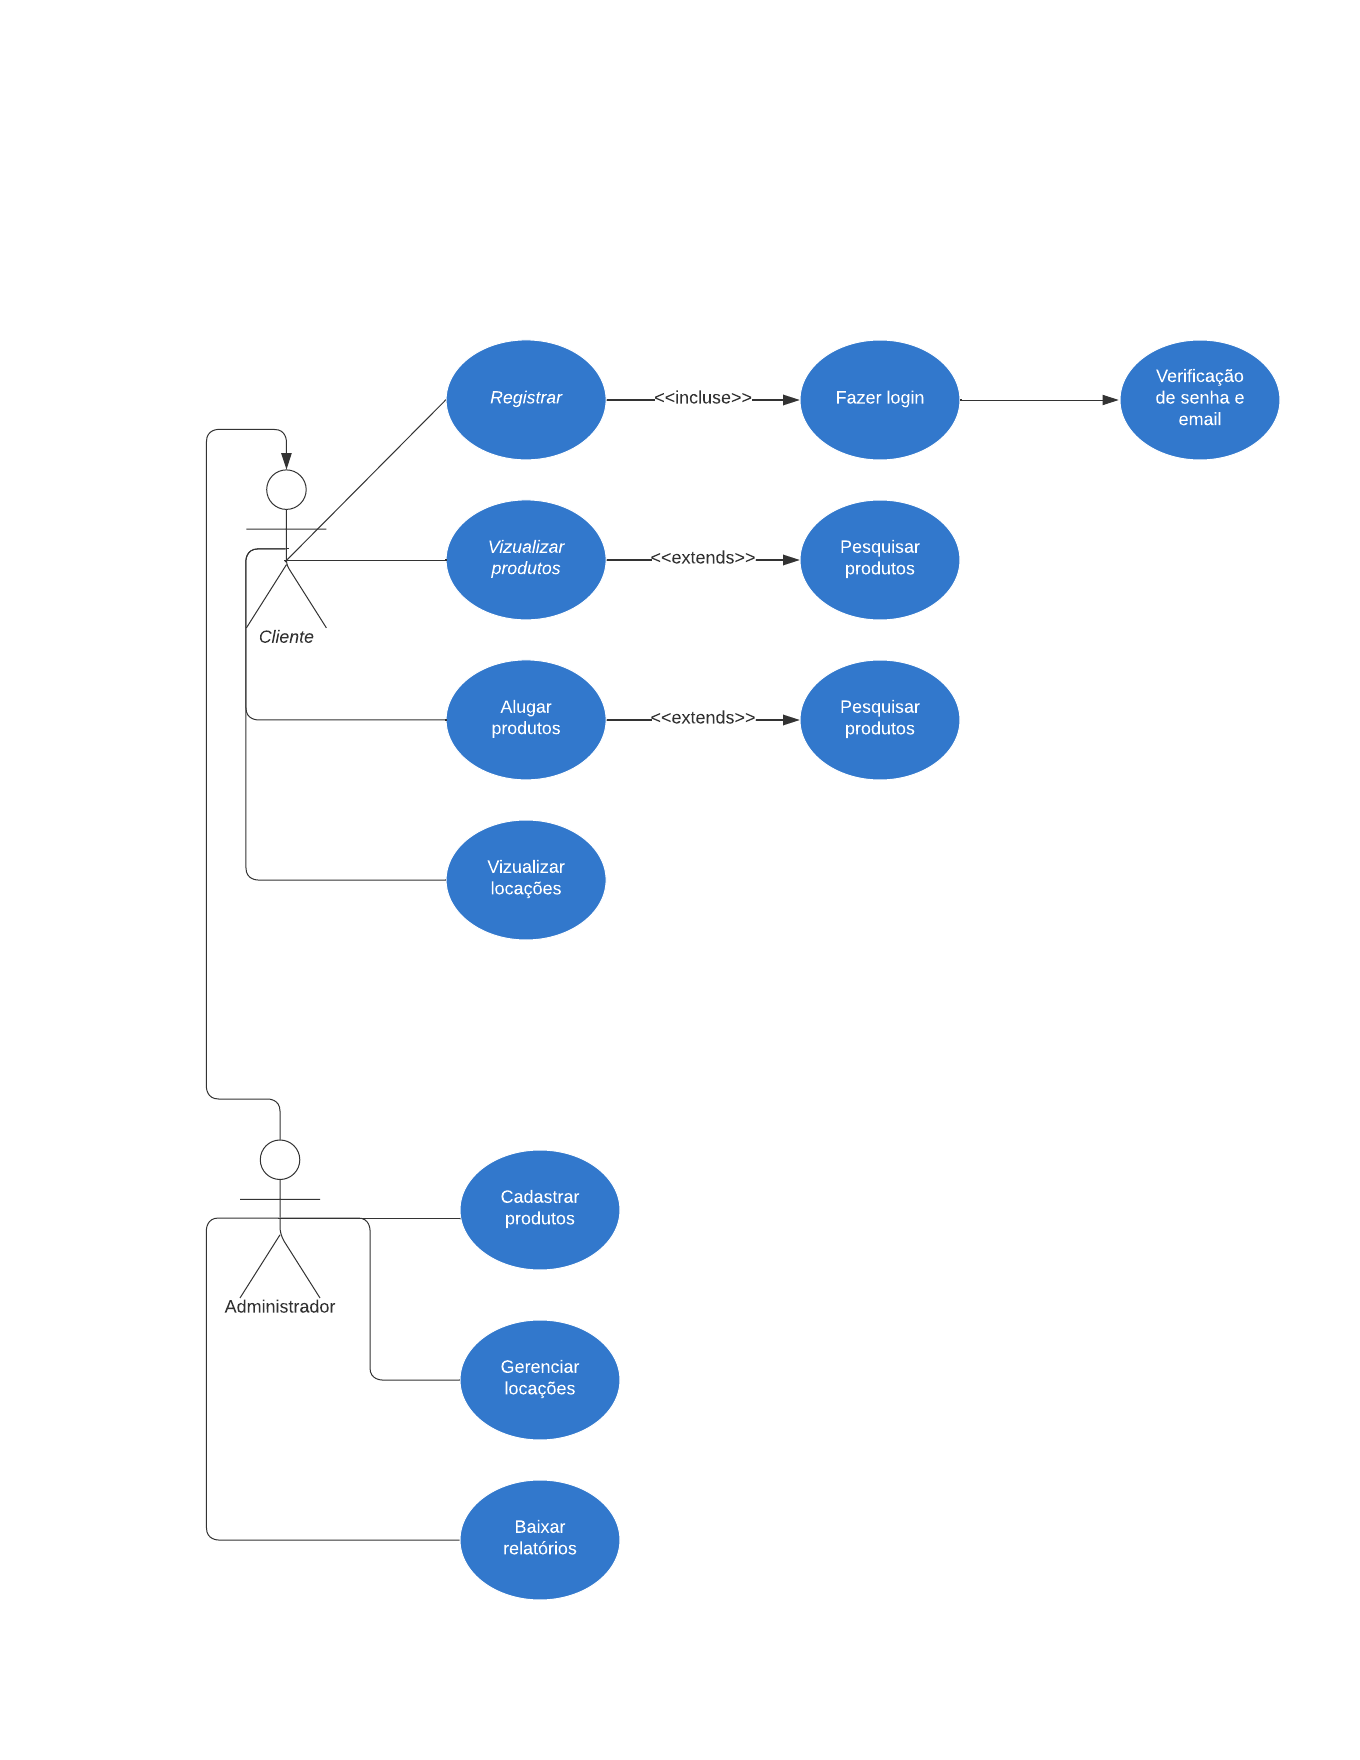 Registrar
<<incluse>>
Fazer login
Verificação
de senha e
email
Vizualizar
produtos
<<extends>>
Pesquisar
produtos
Cliente
Alugar
produtos
<<extends>>
Pesquisar
produtos
Vizualizar
locações
Cadastrar
produtos
Administrador
Gerenciar
locações
Baixar
relatórios